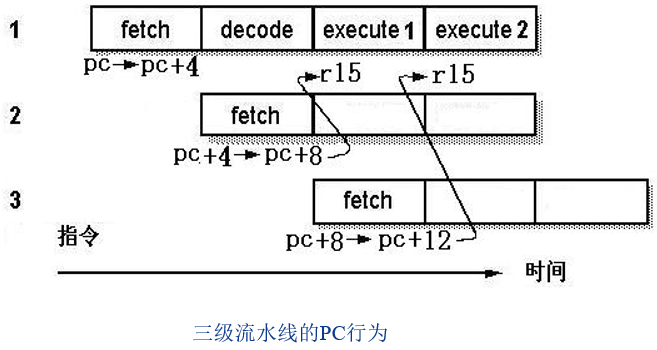 1 fetch decode execute 1 execute 2
pc→pc+4 r15 r15
2 fetch
pc+4→pc+8
3 fetch
pc+8→pc+12
指令
时间
三级流水线的PC行为